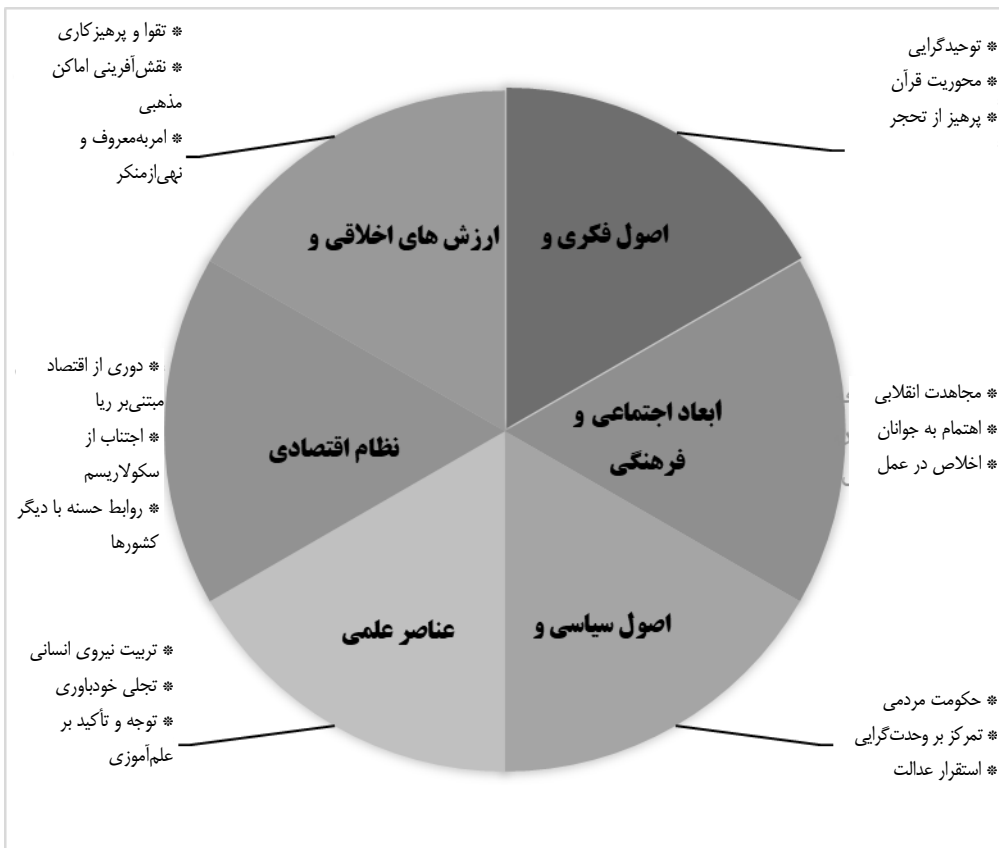 * توحیدگرایی
* محوریت قرآن
* پرهیز از تحجر
* تقوا و پرهیزکاری
* نقش‌آفرینی اماکن
مذهبی
* امربه‌معروف و
نهی‌ازمنکر
اصول فکری و
ارزش های اخلاقی و
* مجاهدت انقلابی
* اهتمام به جوانان
* اخلاص در عمل
ابعاد اجتماعی و
فرهنگی
نظام اقتصادی
* دوری از اقتصاد
مبتنی‌بر ریا
* اجتناب از
سکولاریسم
* روابط حسنه با دیگر
کشورها
اصول سیاسی و
عناصر علمی
* حکومت مردمی
* تمرکز بر وحدت‌گرایی
* استقرار عدالت
* تربیت نیروی انسانی
* تجلی خودباوری
* توجه و تأکید بر
علم‌آموزی